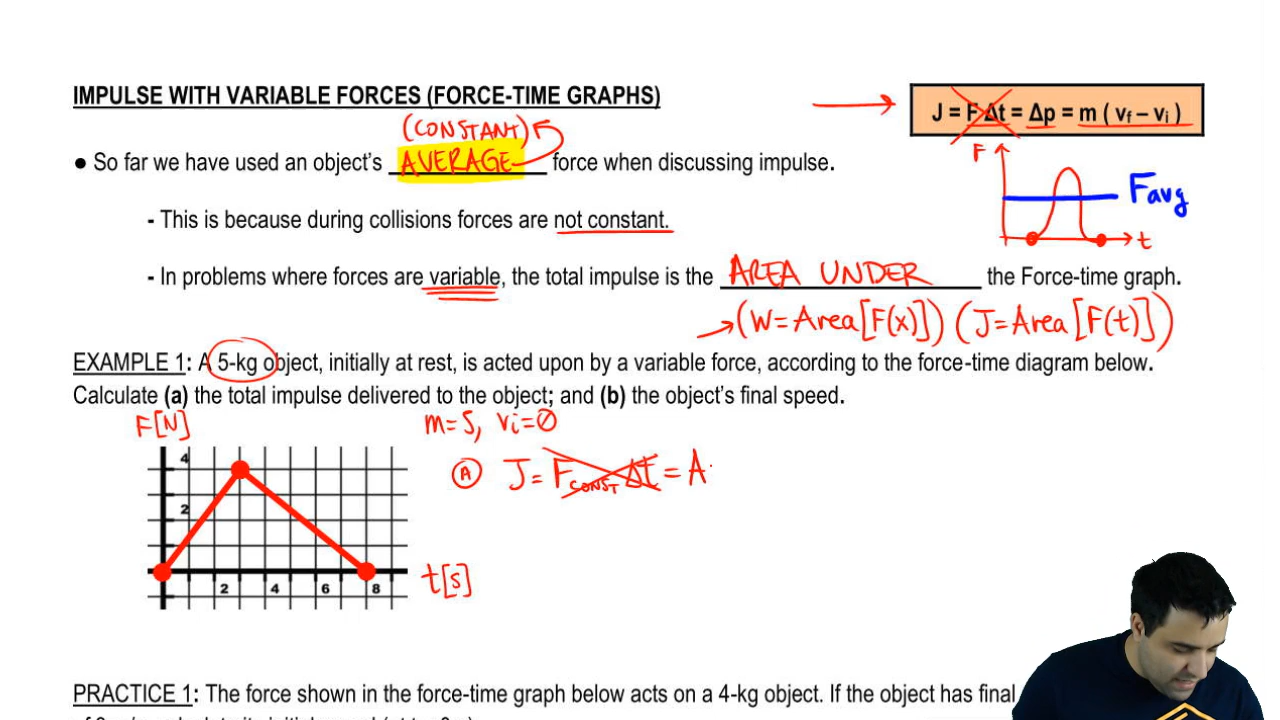 IMPULSE WITH VARIABLE FORCES (FORCE-TIME GRAPHS)
J = F Δt = Δp = m ( vf – vi )
(CONSTANT)
● So far we have used an object's AVERAGE force when discussing impulse.
F
Favg
t
- This is because during collisions forces are not constant.
- In problems where forces are variable, the total impulse is the AREA UNDER the Force-time graph.
(W=Area[F(x)]) (J=Area[F(t)])
EXAMPLE 1: A 5-kg object, initially at rest, is acted upon by a variable force, according to the force-time diagram below.
Calculate (a) the total impulse delivered to the object; and (b) the object's final speed.
F[N]
m=5, vi=0
4
2
2 4 6 8
t[s]
(A) J= FCONST Δt = A
PRACTICE 1: The force shown in the force-time graph below acts on a 4-kg object. If the object has final